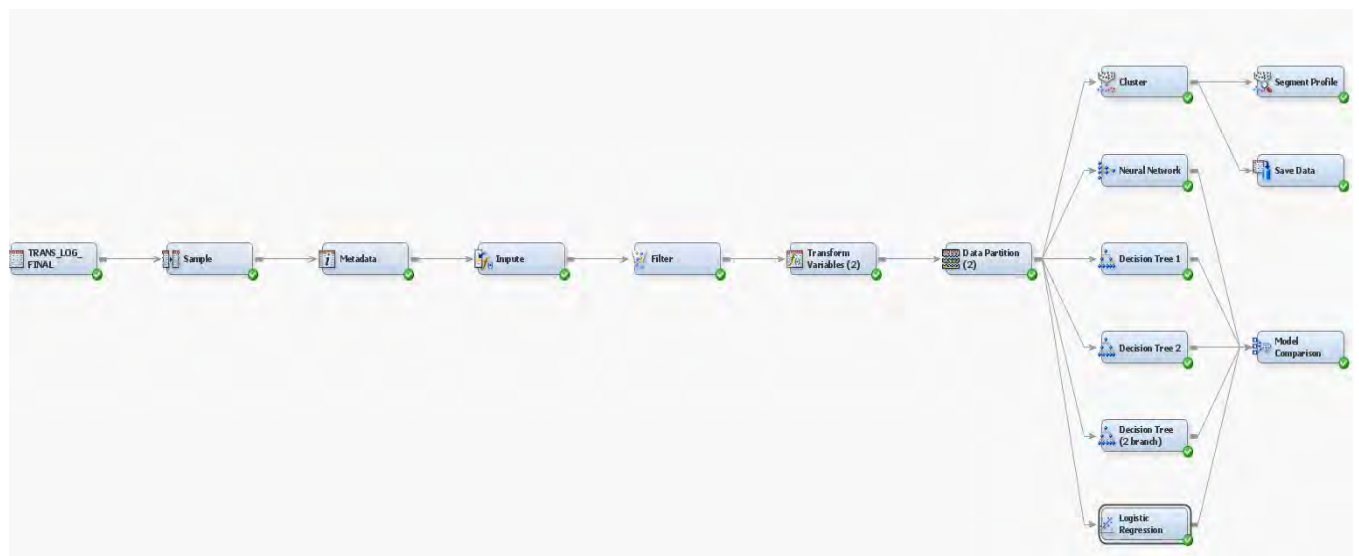 TRANS_LOG_
FINAL
Sample
Metadata
Impute
Filter
Transform
Variables (2)
Data Partition
(2)
Cluster
Segment Profile
Neural Network
Save Data
Decision Tree 1
Decision Tree 2
Model
Comparison
Decision Tree
(2 branch)
Logistic
Regression